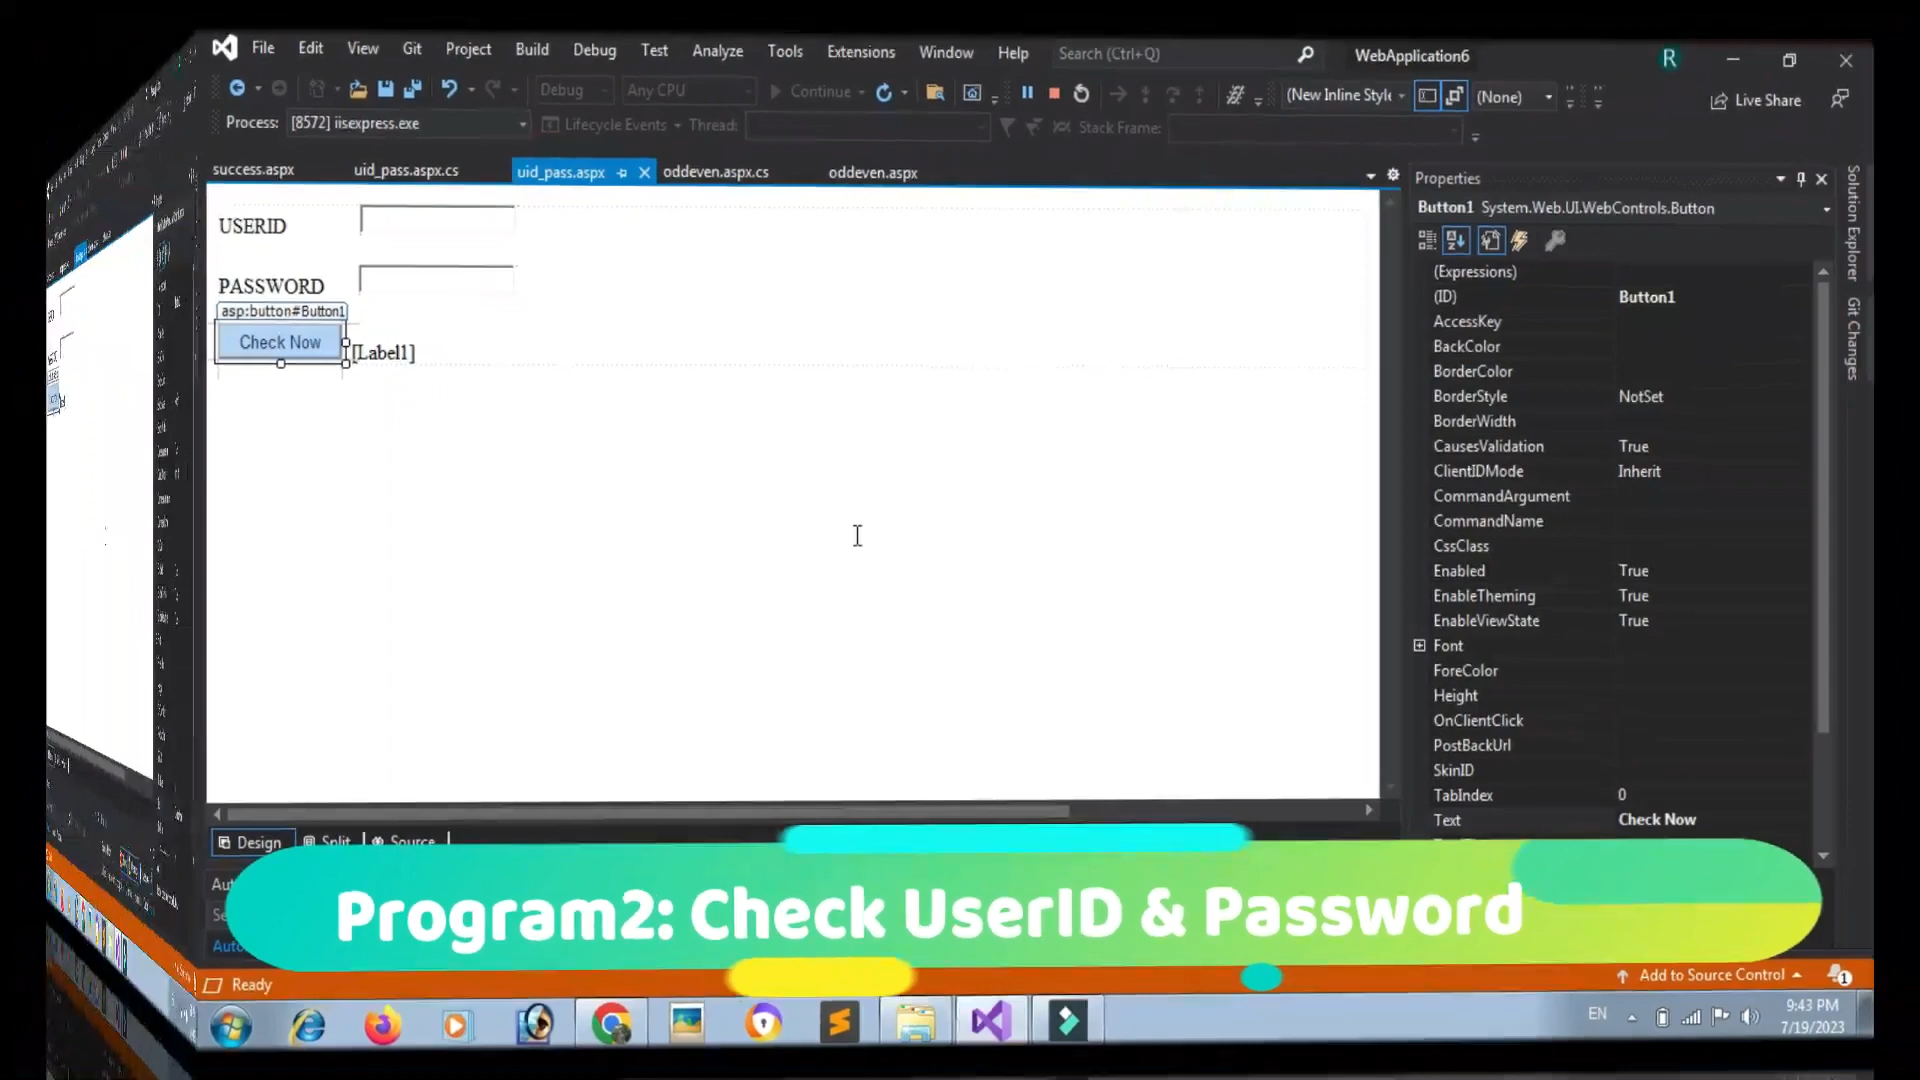 File Edit View Git Project Build Debug Test Analyze Tools Extensions Window Help Search (Ctrl+Q) WebApplication6 R
Debug Any CPU Continue (New Inline Style (None) Live Share
Process: [8572] iisexpress.exe Lifecycle Events Thread: Stack Frame:
success.aspx uid_pass.aspx.cs uid_pass.aspx oddeven.aspx.cs oddeven.aspx
USERID
PASSWORD
asp:button#Button1
Check Now [Label1]
Properties
Button1 System.Web.UI.WebControls.Button
(Expressions)
(ID) Button1
AccessKey
BackColor
BorderColor
BorderStyle NotSet
BorderWidth
CausesValidation True
ClientIDMode Inherit
CommandArgument
CommandName
CssClass
Enabled True
EnableTheming True
EnableViewState True
Font
ForeColor
Height
OnClientClick
PostBackUrl
SkinID
TabIndex 0
Text Check Now
Solution Explorer
Git Changes
Design Split Source
Program2: Check UserID & Password
Ready Add to Source Control 1
EN 9:43 PM
7/19/2023